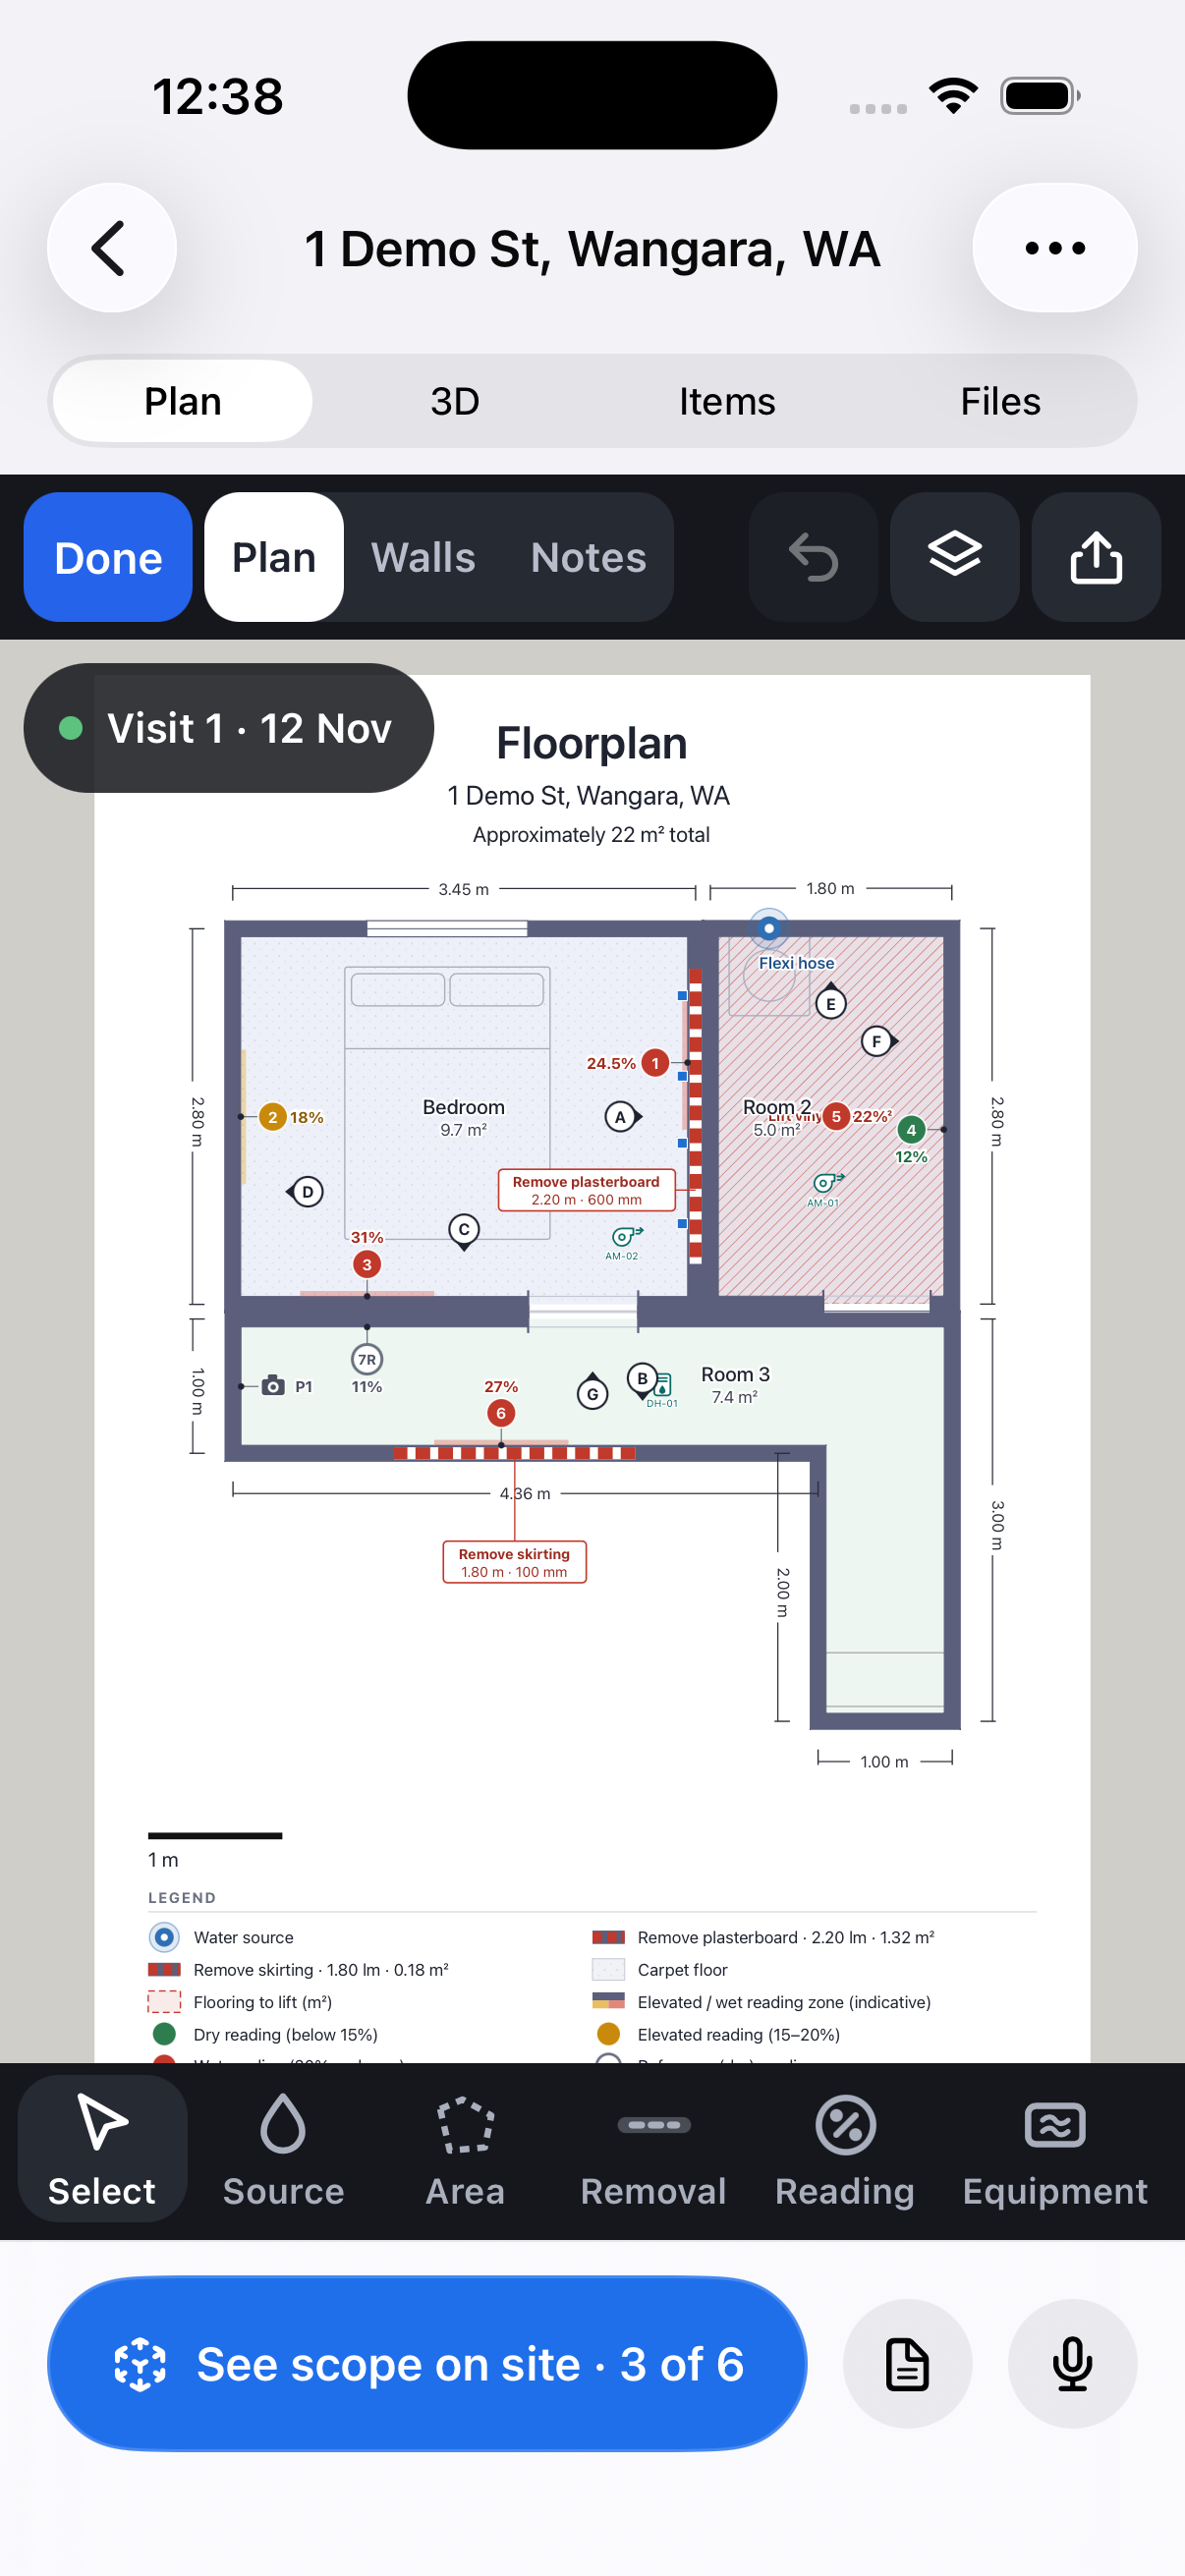 12:38
1 Demo St, Wangara, WA
Plan
3D
Items
Files
Done
Plan
Walls
Notes
Visit 1 · 12 Nov
Floorplan
1 Demo St, Wangara, WA
Approximately 22 m² total
3.45 m
1.80 m
Flexi hose
E
F
24.5% 1
2.80 m
2 18%
Bedroom
9.7 m²
A
Room 2
5.0 m²
5 22%
4
12%
2.80 m
D
Remove plasterboard
2.20 m · 600 mm
AM-01
C
31%
3
AM-02
1.00 m
7R
11%
P1
27%
6
G
B
DH-01
Room 3
7.4 m²
4.36 m
3.00 m
Remove skirting
1.80 m · 100 mm
2.00 m
1.00 m
1 m
LEGEND
Water source
Remove plasterboard · 2.20 lm · 1.32 m²
Remove skirting · 1.80 lm · 0.18 m²
Carpet floor
Flooring to lift (m²)
Elevated / wet reading zone (indicative)
Dry reading (below 15%)
Elevated reading (15–20%)
Select
Source
Area
Removal
Reading
Equipment
See scope on site · 3 of 6